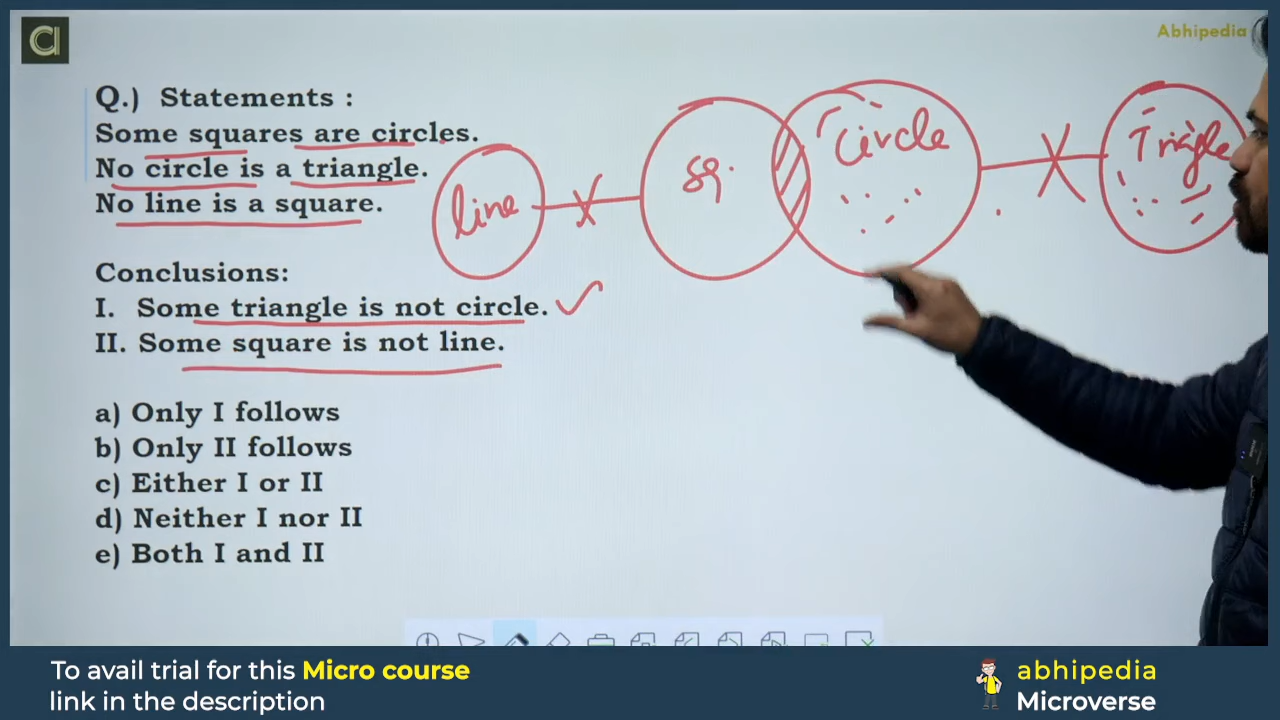 Abhipedia
Q.) Statements :
Some squares are circles.
No circle is a triangle.
No line is a square.
line
sq.
Circle
Triagle
Conclusions:
I. Some triangle is not circle.
II. Some square is not line.
a) Only I follows
b) Only II follows
c) Either I or II
d) Neither I nor II
e) Both I and II
To avail trial for this Micro course
link in the description
abhipedia
Microverse